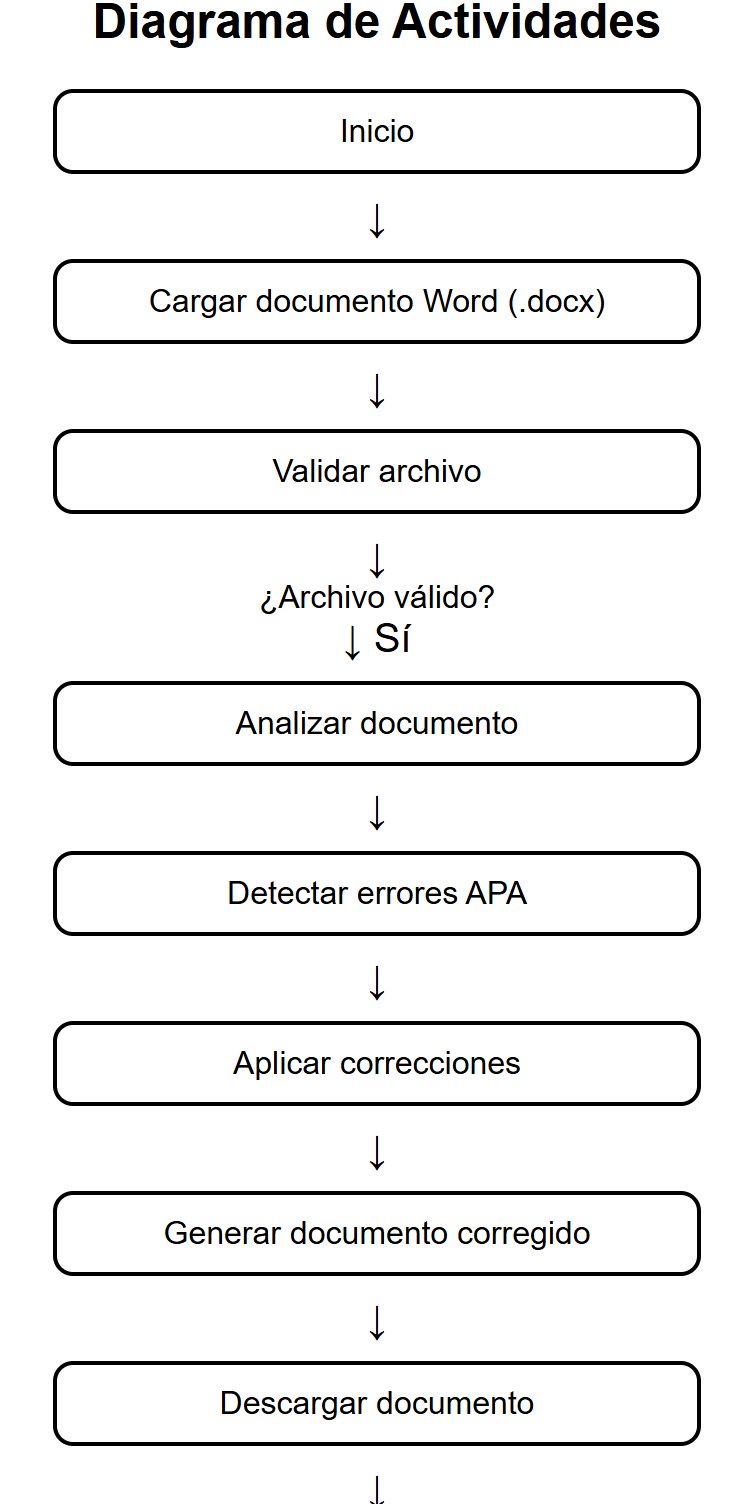 Diagrama de Actividades
Inicio
↓
Cargar documento Word (.docx)
↓
Validar archivo
↓
¿Archivo válido?
↓ Sí
Analizar documento
↓
Detectar errores APA
↓
Aplicar correcciones
↓
Generar documento corregido
↓
Descargar documento
↓